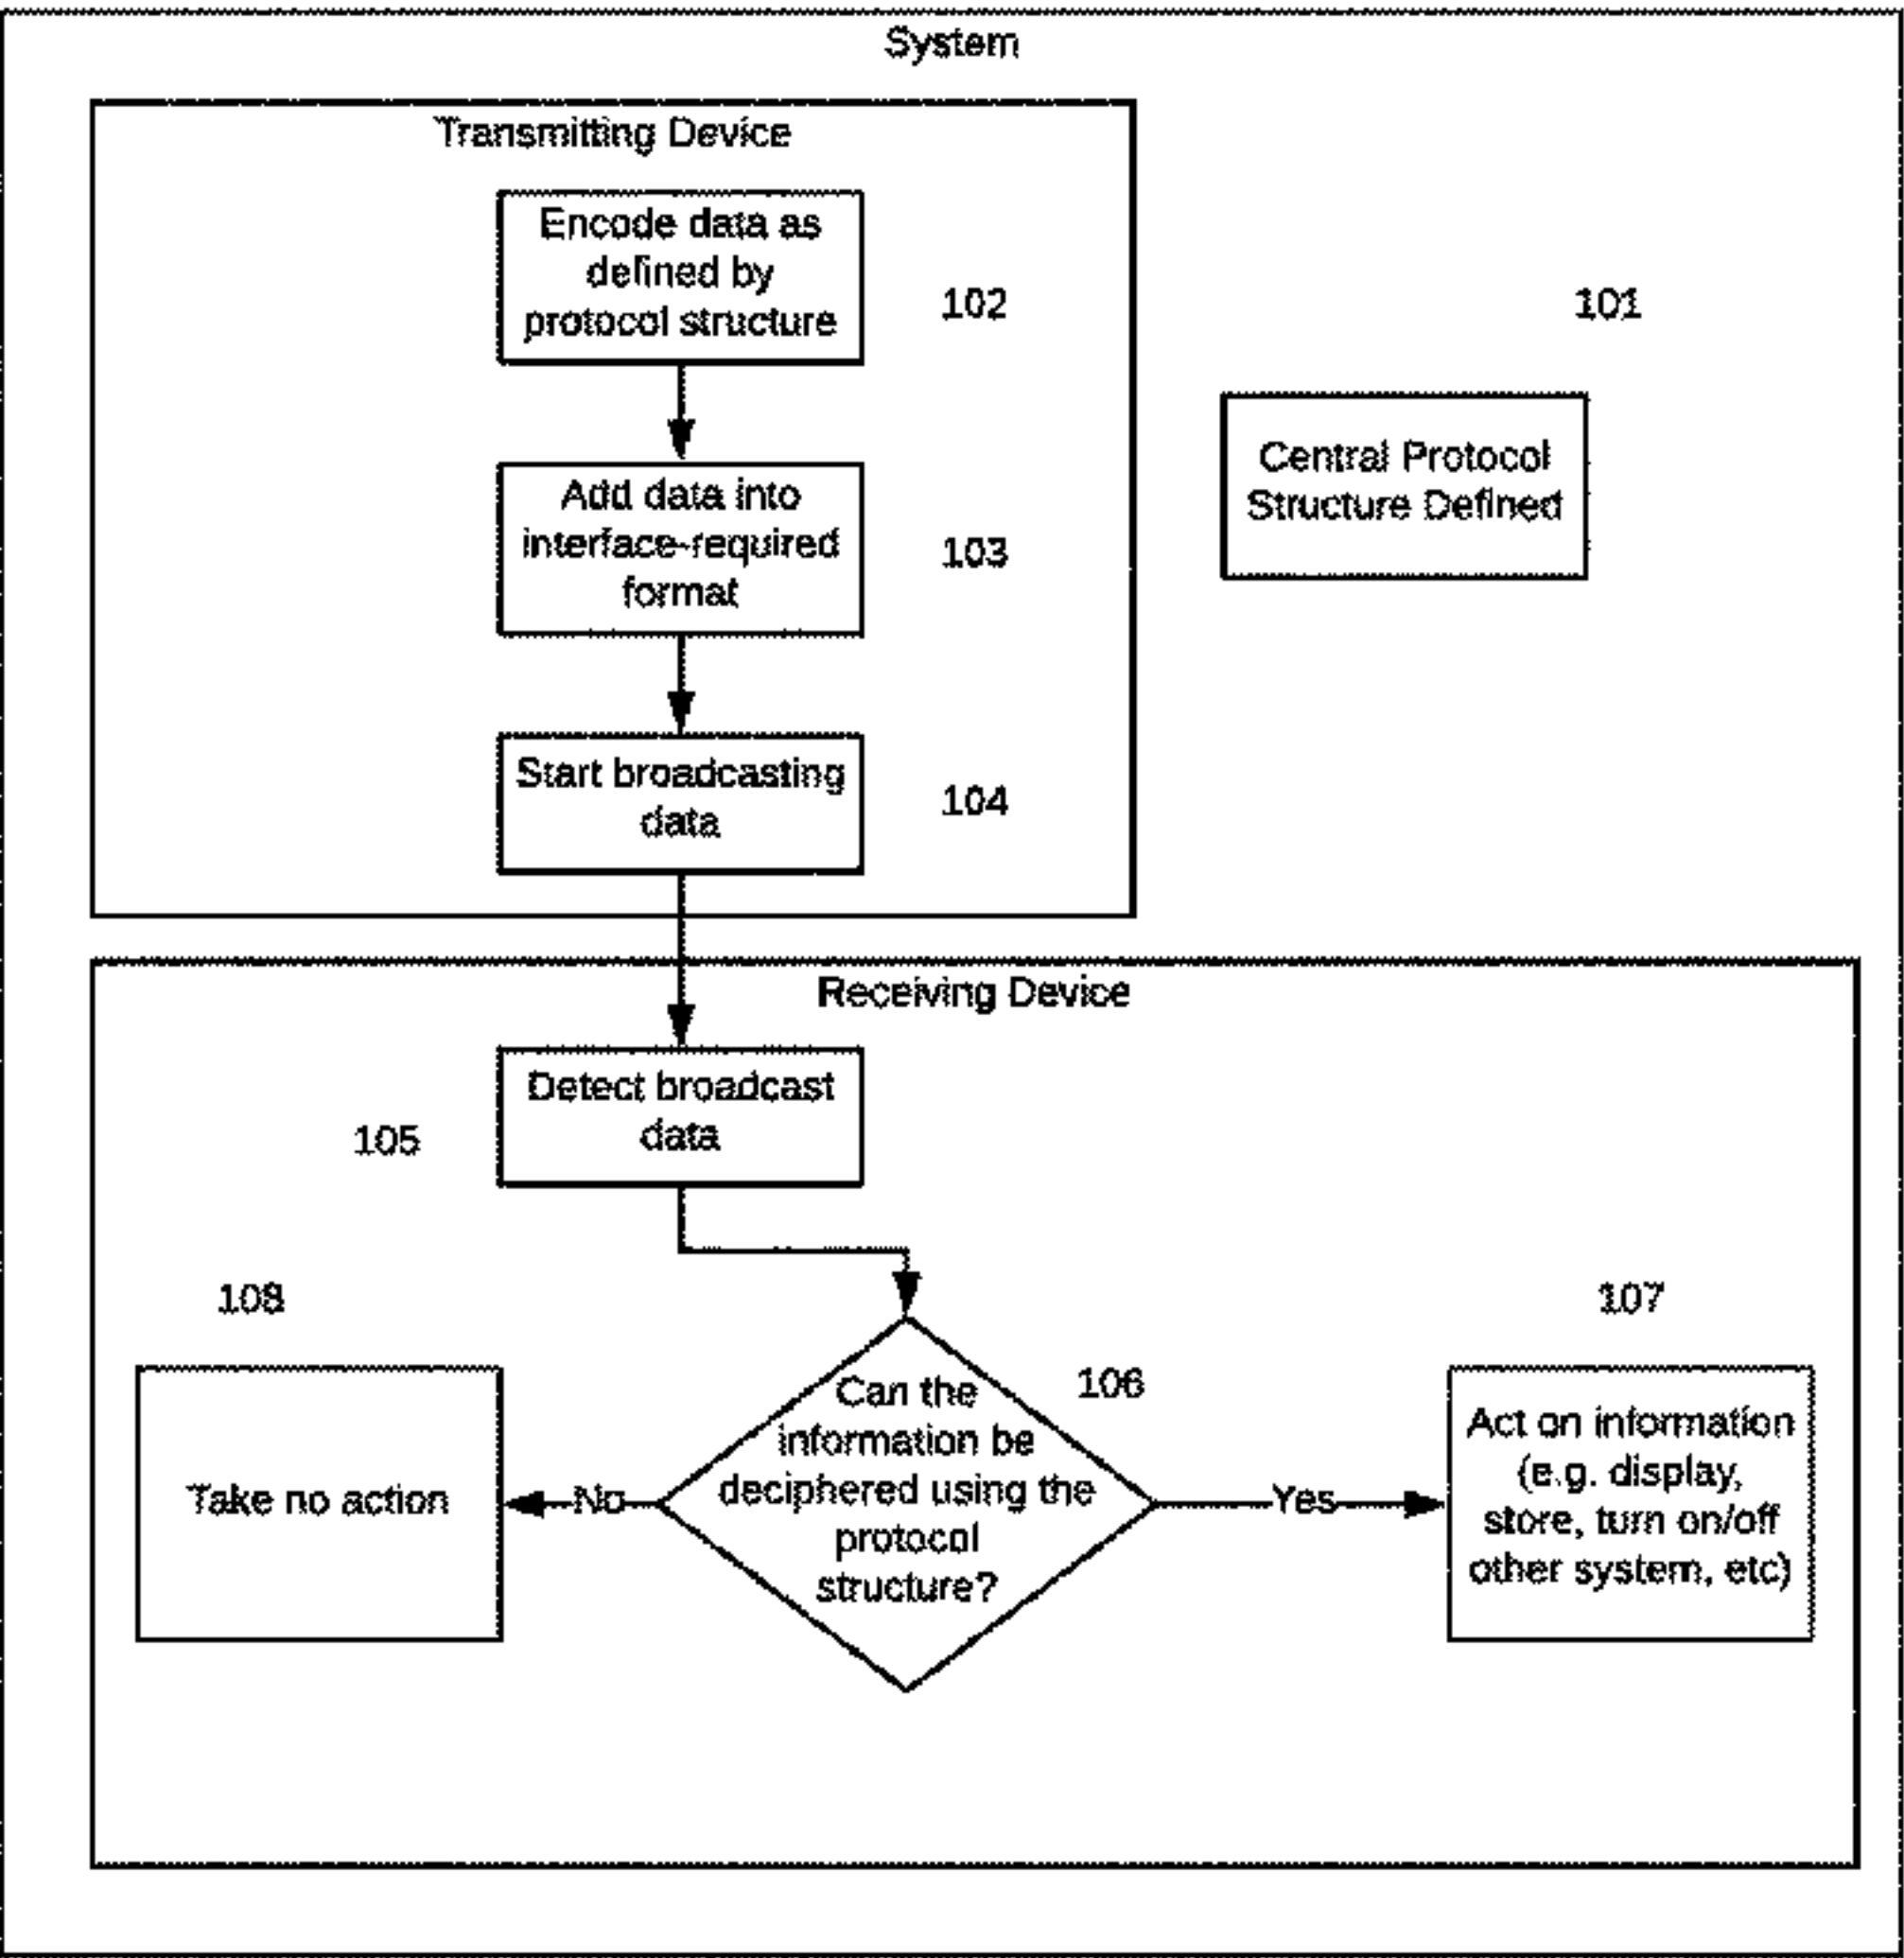 System
Transmitting Device
Encode data as
defined by
protocol structure
102
101
Central Protocol
Structure Defined
Add data into
interface-required
format
103
Start broadcasting
data
104
Receiving Device
Detect broadcast
data
105
108
107
106
Take no action
No
Can the
information be
deciphered using the
protocol
structure?
Yes
Act on information
(e.g. display,
store, turn on/off
other system, etc)